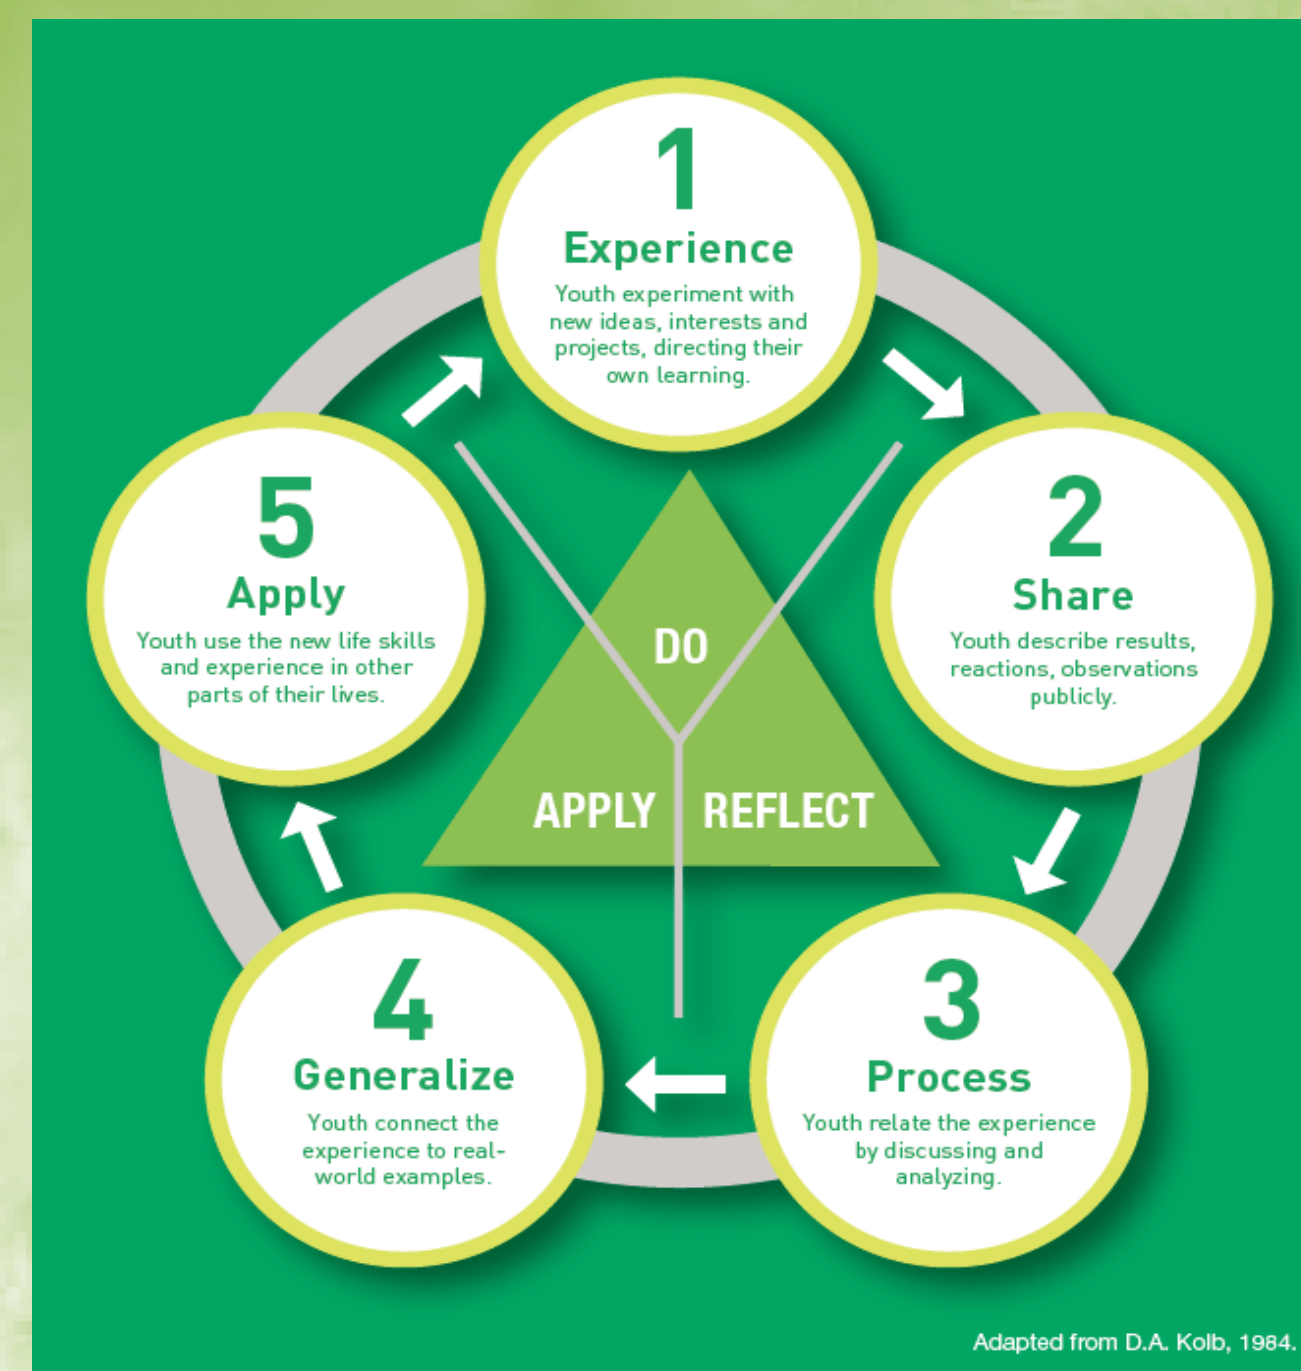 1
Experience
Youth experiment with
new ideas, interests and
projects, directing their
own learning.
2
Share
Youth describe results,
reactions, observations
publicly.
3
Process
Youth relate the experience
by discussing and
analyzing.
4
Generalize
Youth connect the
experience to real-
world examples.
5
Apply
Youth use the new life skills
and experience in other
parts of their lives.
DO
APPLY
REFLECT
Adapted from D.A. Kolb, 1984.